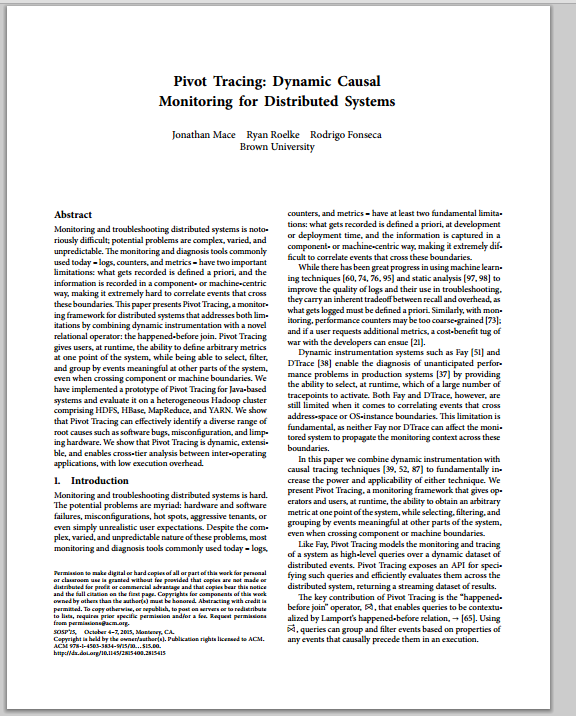 Pivot Tracing: Dynamic Causal
Monitoring for Distributed Systems
Jonathan Mace Ryan Roelke Rodrigo Fonseca
Brown University
Abstract
Monitoring and troubleshooting distributed systems is noto-
riously difficult; potential problems are complex, varied, and
unpredictable. The monitoring and diagnosis tools commonly
used today – logs, counters, and metrics – have two important
limitations: what gets recorded is defined a priori, and the
information is recorded in a component- or machine-centric
way, making it extremely hard to correlate events that cross
these boundaries. This paper presents Pivot Tracing, a monitor-
ing framework for distributed systems that addresses both lim-
itations by combining dynamic instrumentation with a novel
relational operator: the happened-before join. Pivot Tracing
gives users, at runtime, the ability to define arbitrary metrics
at one point of the system, while being able to select, filter,
and group by events meaningful at other parts of the system,
even when crossing component or machine boundaries. We
have implemented a prototype of Pivot Tracing for Java-based
systems and evaluate it on a heterogeneous Hadoop cluster
comprising HDFS, HBase, MapReduce, and YARN. We show
that Pivot Tracing can effectively identify a diverse range of
root causes such as software bugs, misconfiguration, and limp-
ing hardware. We show that Pivot Tracing is dynamic, extensi-
ble, and enables cross-tier analysis between inter-operating
applications, with low execution overhead.
1. Introduction
Monitoring and troubleshooting distributed systems is hard.
The potential problems are myriad: hardware and software
failures, misconfigurations, hot spots, aggressive tenants, or
even simply unrealistic user expectations. Despite the com-
plex, varied, and unpredictable nature of these problems, most
monitoring and diagnosis tools commonly used today – logs,
Permission to make digital or hard copies of all or part of this work for personal
or classroom use is granted without fee provided that copies are not made or
distributed for profit or commercial advantage and that copies bear this notice
and the full citation on the first page. Copyrights for components of this work
owned by others than the author(s) must be honored. Abstracting with credit is
permitted. To copy otherwise, or republish, to post on servers or to redistribute
to lists, requires prior specific permission and/or a fee. Request permissions
from permissions@acm.org.
SOSP'15, October 4–7, 2015, Monterey, CA.
Copyright is held by the owner/author(s). Publication rights licensed to ACM.
ACM 978-1-4503-3834-9/15/10...$15.00.
http://dx.doi.org/10.1145/2815400.2815415
counters, and metrics – have at least two fundamental limita-
tions: what gets recorded is defined a priori, at development
or deployment time, and the information is captured in a
component- or machine-centric way, making it extremely dif-
ficult to correlate events that cross these boundaries.
While there has been great progress in using machine learn-
ing techniques [60, 74, 76, 95] and static analysis [97, 98] to
improve the quality of logs and their use in troubleshooting,
they carry an inherent tradeoff between recall and overhead, as
what gets logged must be defined a priori. Similarly, with mon-
itoring, performance counters may be too coarse-grained [73];
and if a user requests additional metrics, a cost-benefit tug of
war with the developers can ensue [21].
Dynamic instrumentation systems such as Fay [51] and
DTrace [38] enable the diagnosis of unanticipated perfor-
mance problems in production systems [37] by providing
the ability to select, at runtime, which of a large number of
tracepoints to activate. Both Fay and DTrace, however, are
still limited when it comes to correlating events that cross
address-space or OS-instance boundaries. This limitation is
fundamental, as neither Fay nor DTrace can affect the moni-
tored system to propagate the monitoring context across these
boundaries.
In this paper we combine dynamic instrumentation with
causal tracing techniques [39, 52, 87] to fundamentally in-
crease the power and applicability of either technique. We
present Pivot Tracing, a monitoring framework that gives op-
erators and users, at runtime, the ability to obtain an arbitrary
metric at one point of the system, while selecting, filtering, and
grouping by events meaningful at other parts of the system,
even when crossing component or machine boundaries.
Like Fay, Pivot Tracing models the monitoring and tracing
of a system as high-level queries over a dynamic dataset of
distributed events. Pivot Tracing exposes an API for speci-
fying such queries and efficiently evaluates them across the
distributed system, returning a streaming dataset of results.
The key contribution of Pivot Tracing is the "happened-
before join" operator, ⋈⃗, that enables queries to be contextu-
alized by Lamport's happened-before relation, → [65]. Using
⋈⃗, queries can group and filter events based on properties of
any events that causally precede them in an execution.